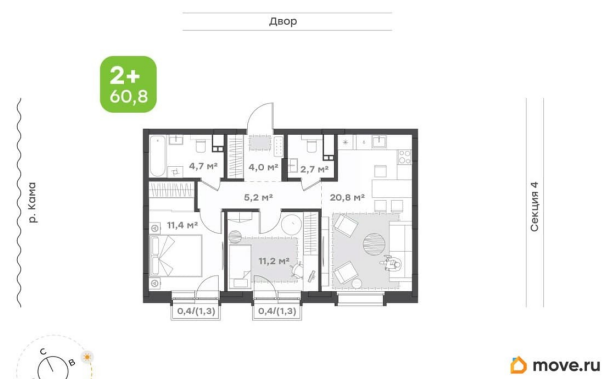 Двор
2+
60,8
р. Кама
Секция 4
4,7 м²
4,0 м²
2,7 м²
5,2 м²
20,8 м²
11,4 м²
11,2 м²
0,4/(1,3)
0,4/(1,3)
С
В
move.ru